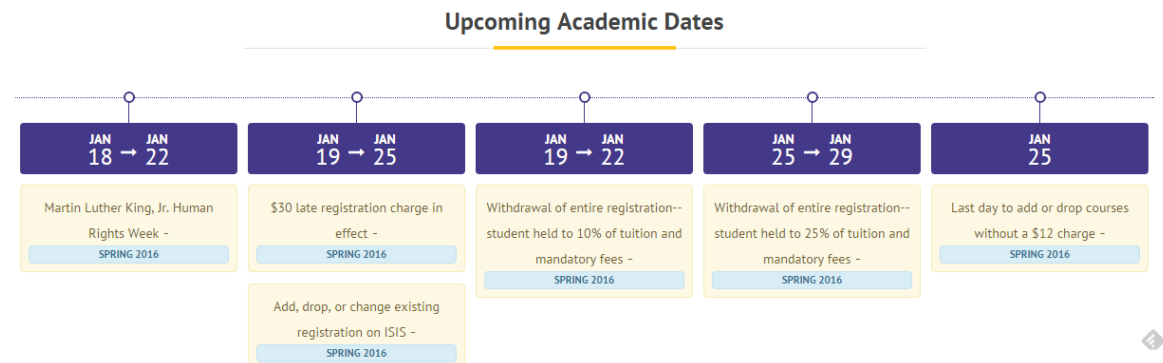 Upcoming Academic Dates
JAN 18 → JAN 22
Martin Luther King, Jr. Human
Rights Week -
SPRING 2016
JAN 19 → JAN 25
$30 late registration charge in
effect -
SPRING 2016
Add, drop, or change existing
registration on ISIS -
SPRING 2016
JAN 19 → JAN 22
Withdrawal of entire registration--
student held to 10% of tuition and
mandatory fees -
SPRING 2016
JAN 25 → JAN 29
Withdrawal of entire registration--
student held to 25% of tuition and
mandatory fees -
SPRING 2016
JAN
25
Last day to add or drop courses
without a $12 charge -
SPRING 2016